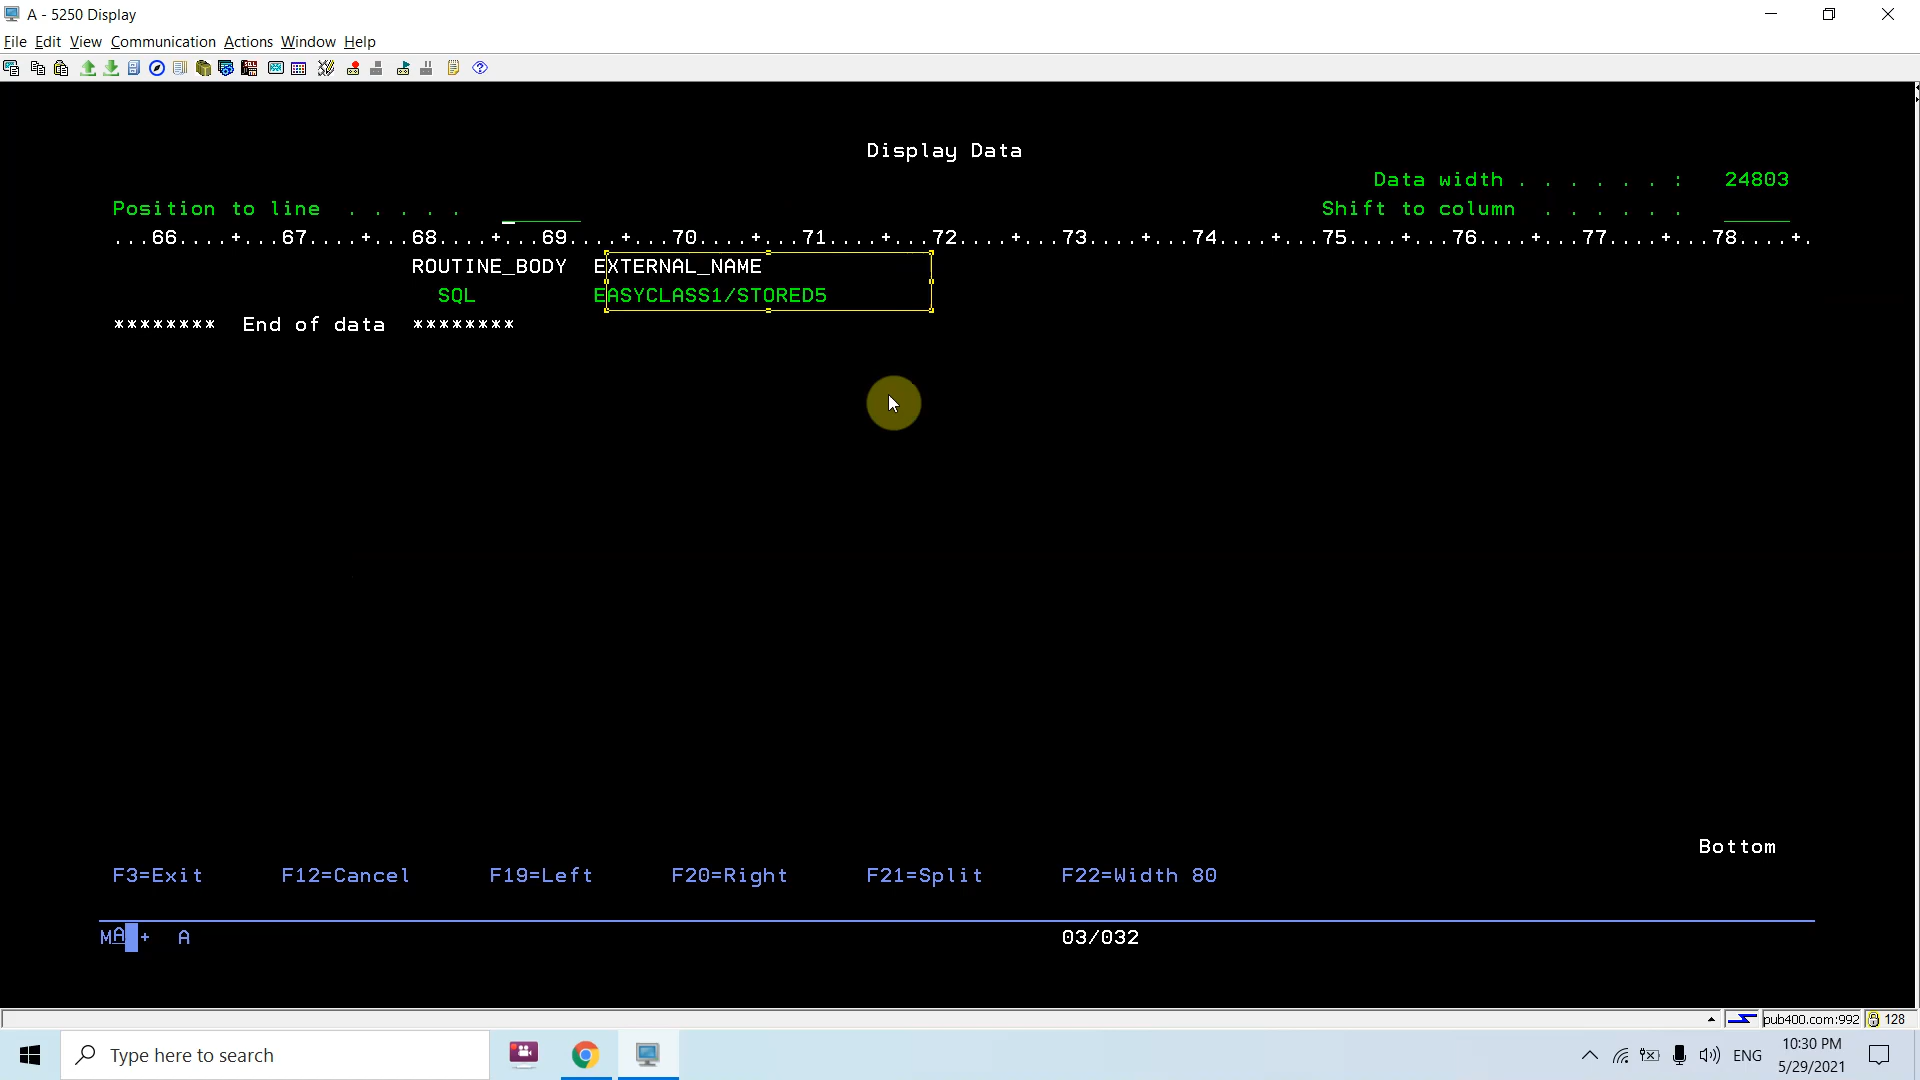 A - 5250 Display
File Edit View Communication Actions Window Help
Display Data
Data width . . . . . . : 24803
Position to line . . . . . Shift to column . . . . . .
...66....+...67....+...68....+...69....+...70....+...71....+...72....+...73....+...74....+...75....+...76....+...77....+...78....+.
ROUTINE_BODY EXTERNAL_NAME
SQL EASYCLASS1/STORED5
******** End of data ********
Bottom
F3=Exit F12=Cancel F19=Left F20=Right F21=Split F22=Width 80
MA + A 03/032
pub400.com:992 128
Type here to search
ENG
10:30 PM
5/29/2021